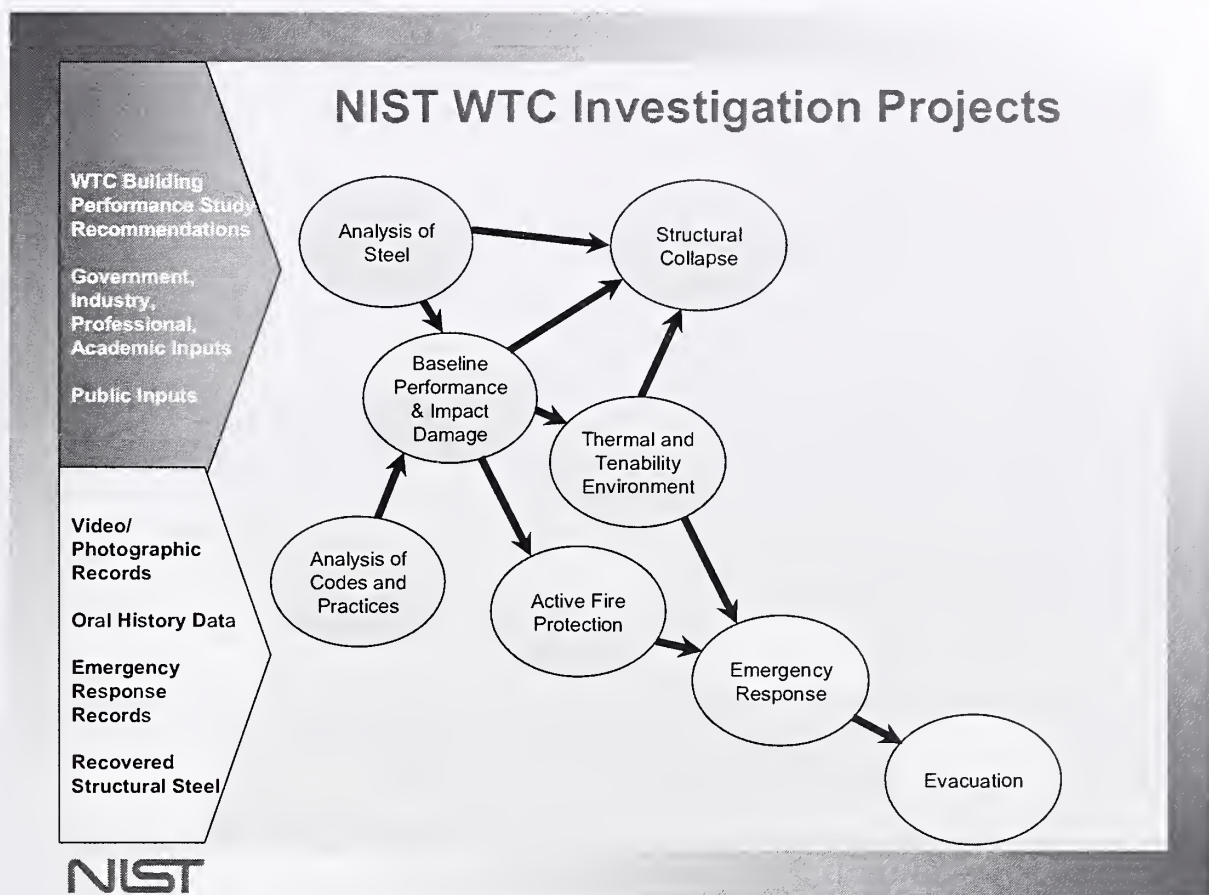 NIST WTC Investigation Projects
WTC Building
Performance Study
Recommendations
Government,
Industry,
Professional,
Academic Inputs
Public Inputs
Video/
Photographic
Records
Oral History Data
Emergency
Response
Records
Recovered
Structural Steel
Analysis of
Steel
Structural
Collapse
Baseline
Performance
& Impact
Damage
Thermal and
Tenability
Environment
Analysis of
Codes and
Practices
Active Fire
Protection
Emergency
Response
Evacuation
NIST